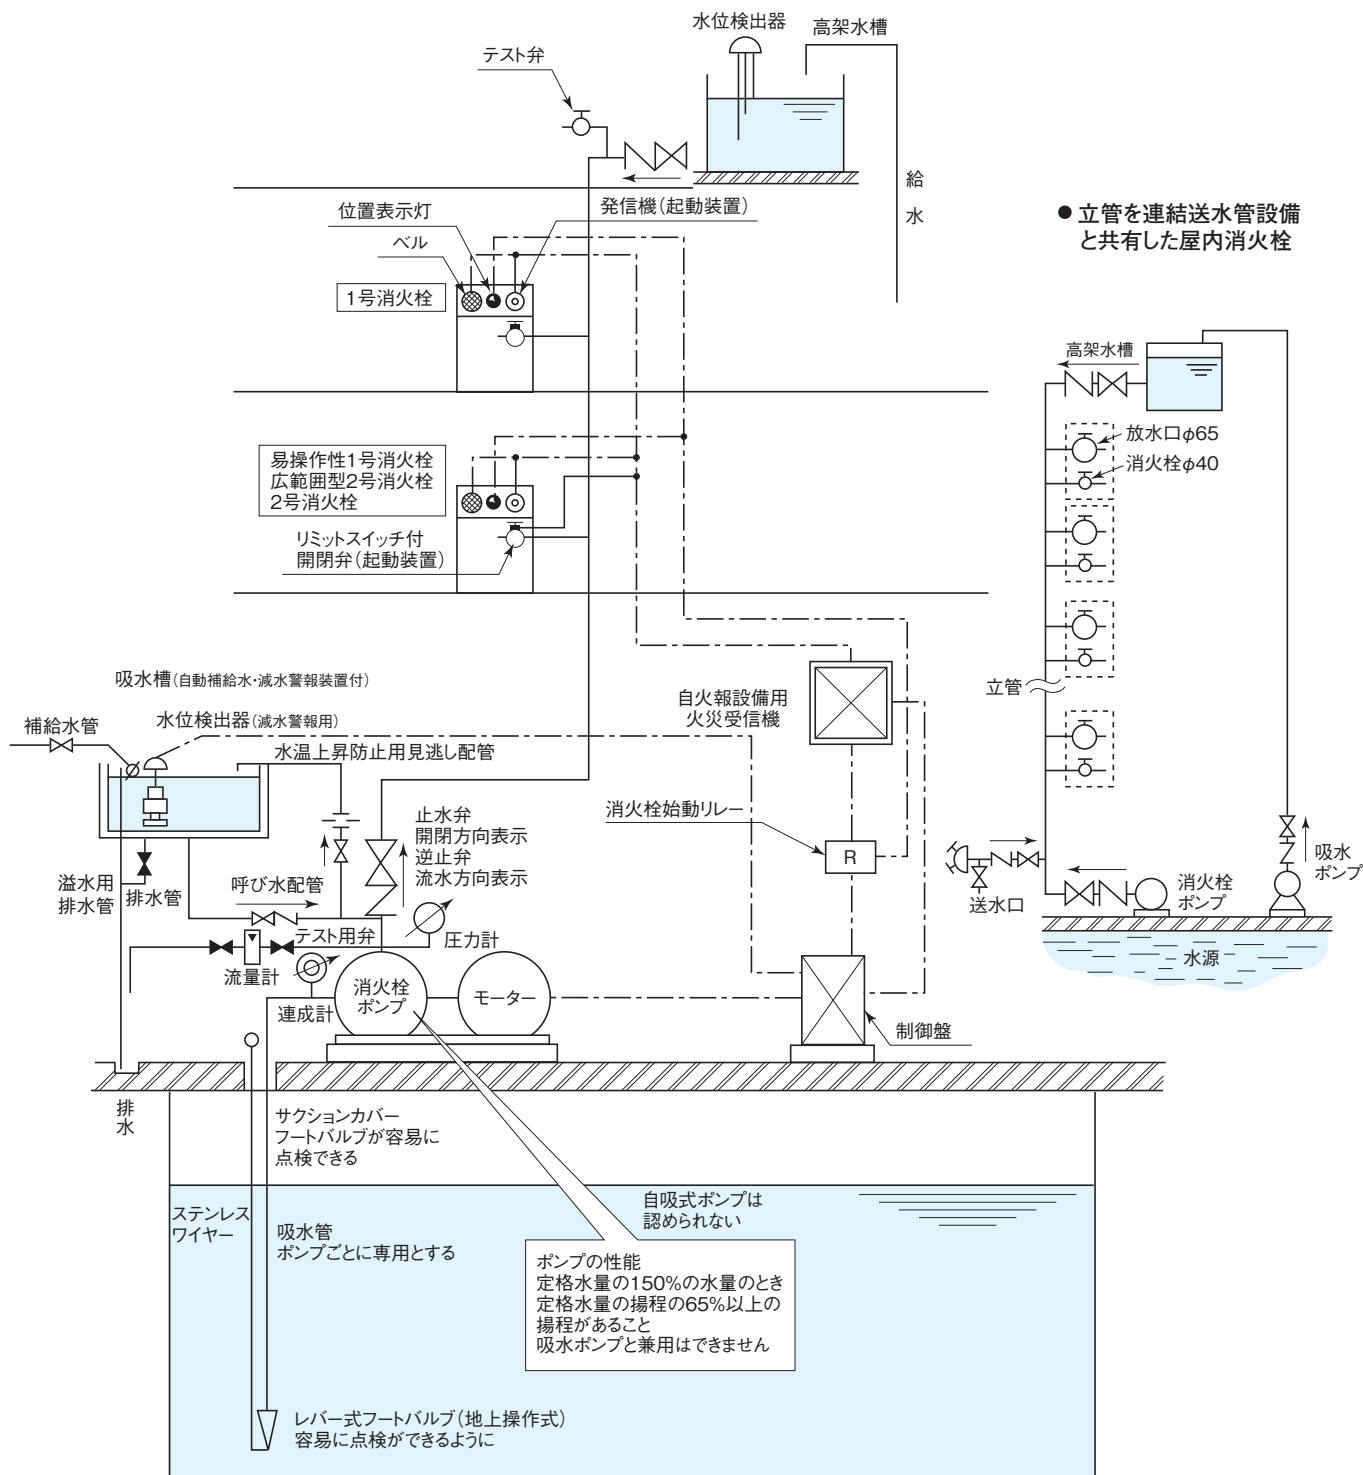 水位検出器
高架水槽
テスト弁
給
水
位置表示灯
発信機(起動装置)
ベル
1号消火栓
● 立管を連結送水管設備
と共有した屋内消火栓
高架水槽
放水口φ65
消火栓φ40
易操作性1号消火栓
広範囲型2号消火栓
2号消火栓
リミットスイッチ付
開閉弁(起動装置)
吸水槽(自動補給水・減水警報装置付)
補給水管
水位検出器(減水警報用)
水温上昇防止用見逃し配管
自火報設備用
火災受信機
立管
止水弁
開閉方向表示
逆止弁
流水方向表示
消火栓始動リレー
R
溢水用
排水管
排水管
呼び水配管
テスト用弁
圧力計
流量計
連成計
消火栓
ポンプ
モーター
制御盤
送水口
消火栓
ポンプ
吸水
ポンプ
水源
排
水
サクションカバー
フートバルブが容易に
点検できる
ステンレス
ワイヤー
吸水管
ポンプごとに専用とする
自吸式ポンプは
認められない
ポンプの性能
定格水量の150%の水量のとき
定格水量の揚程の65%以上の
揚程があること
吸水ポンプと兼用はできません
レバー式フートバルブ(地上操作式)
容易に点検ができるように